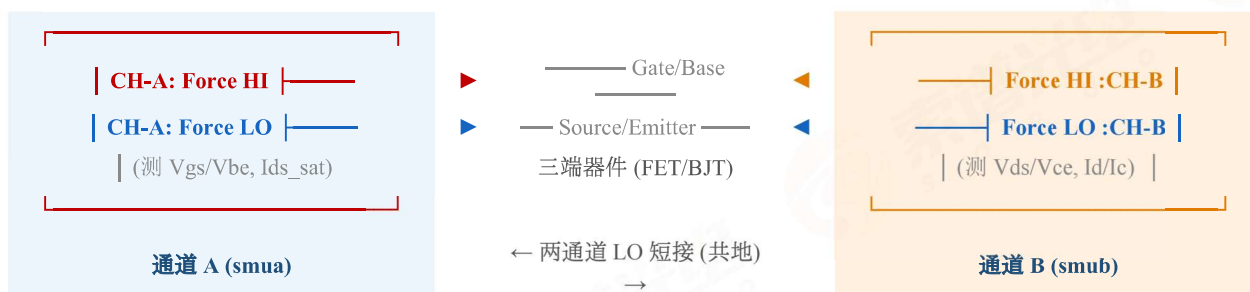 CH-A: Force HI
CH-A: Force LO
(测 Vgs/Vbe, Ids_sat)
通道 A (smua)
Gate/Base
Source/Emitter
三端器件 (FET/BJT)
← 两通道 LO 短接 (共地)
→
Force HI :CH-B
Force LO :CH-B
(测 Vds/Vce, Id/Ic)
通道 B (smub)